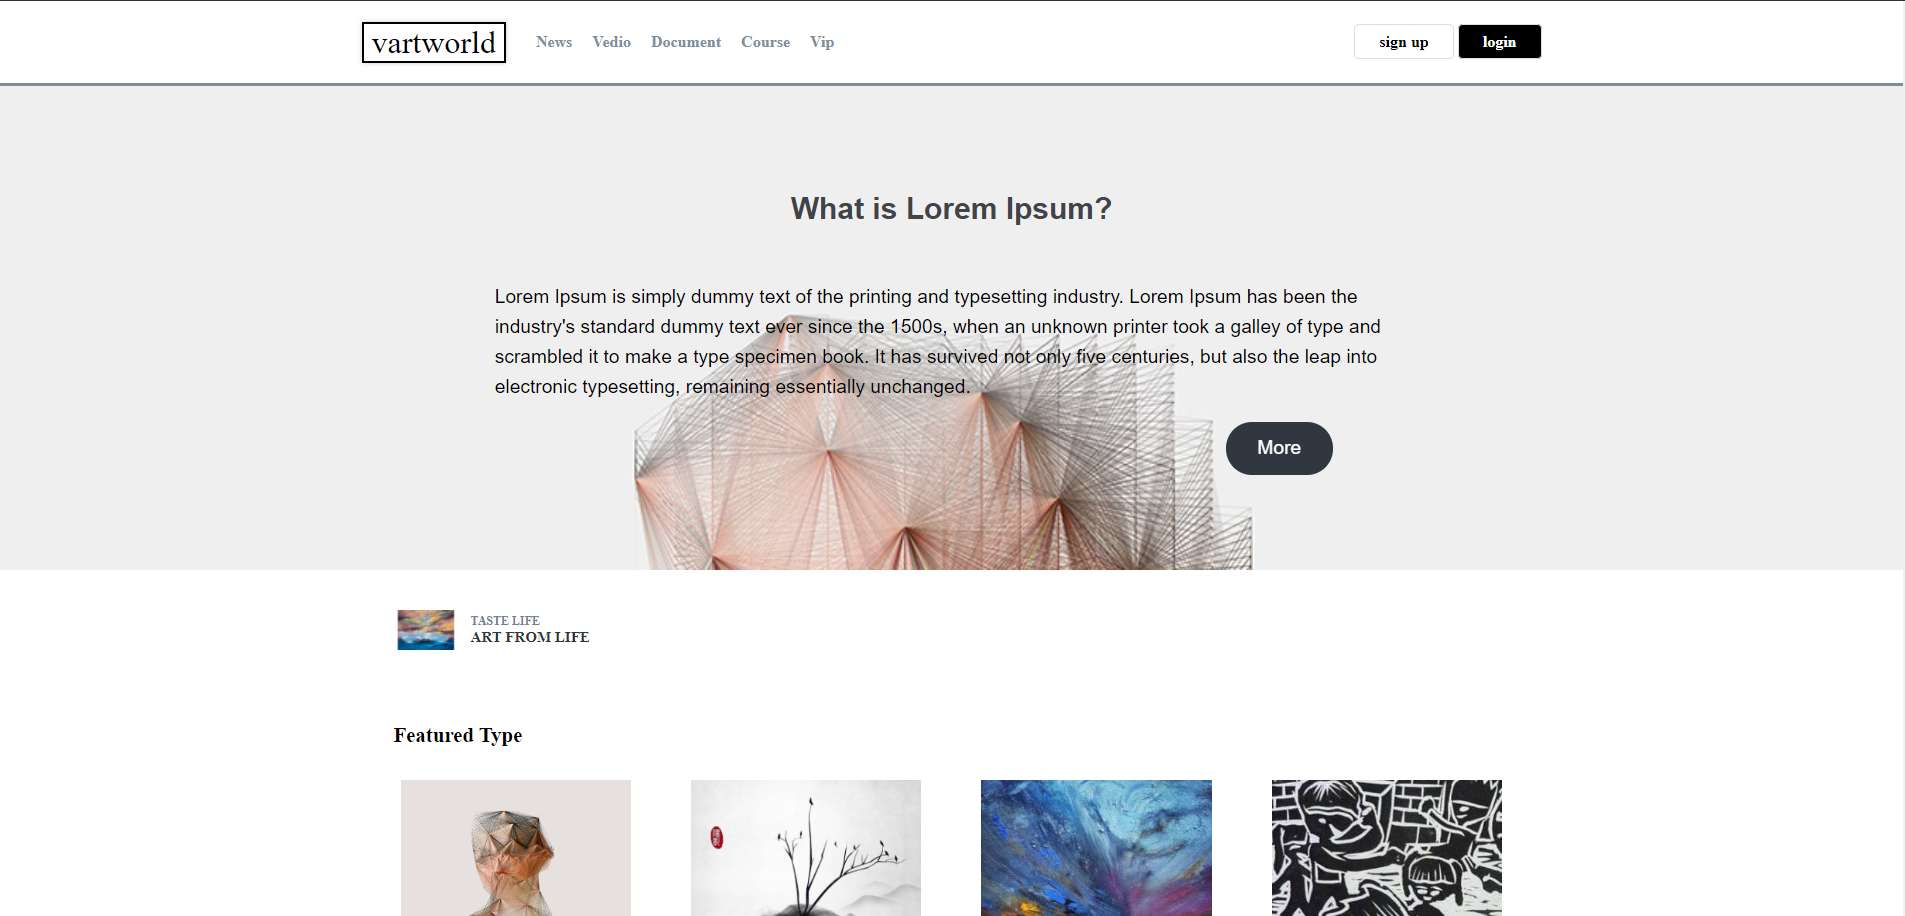 vartworld
News
Vedio
Document
Course
Vip
sign up
login
What is Lorem Ipsum?
Lorem Ipsum is simply dummy text of the printing and typesetting industry. Lorem Ipsum has been the
industry's standard dummy text ever since the 1500s, when an unknown printer took a galley of type and
scrambled it to make a type specimen book. It has survived not only five centuries, but also the leap into
electronic typesetting, remaining essentially unchanged.
More
TASTE LIFE
ART FROM LIFE
Featured Type